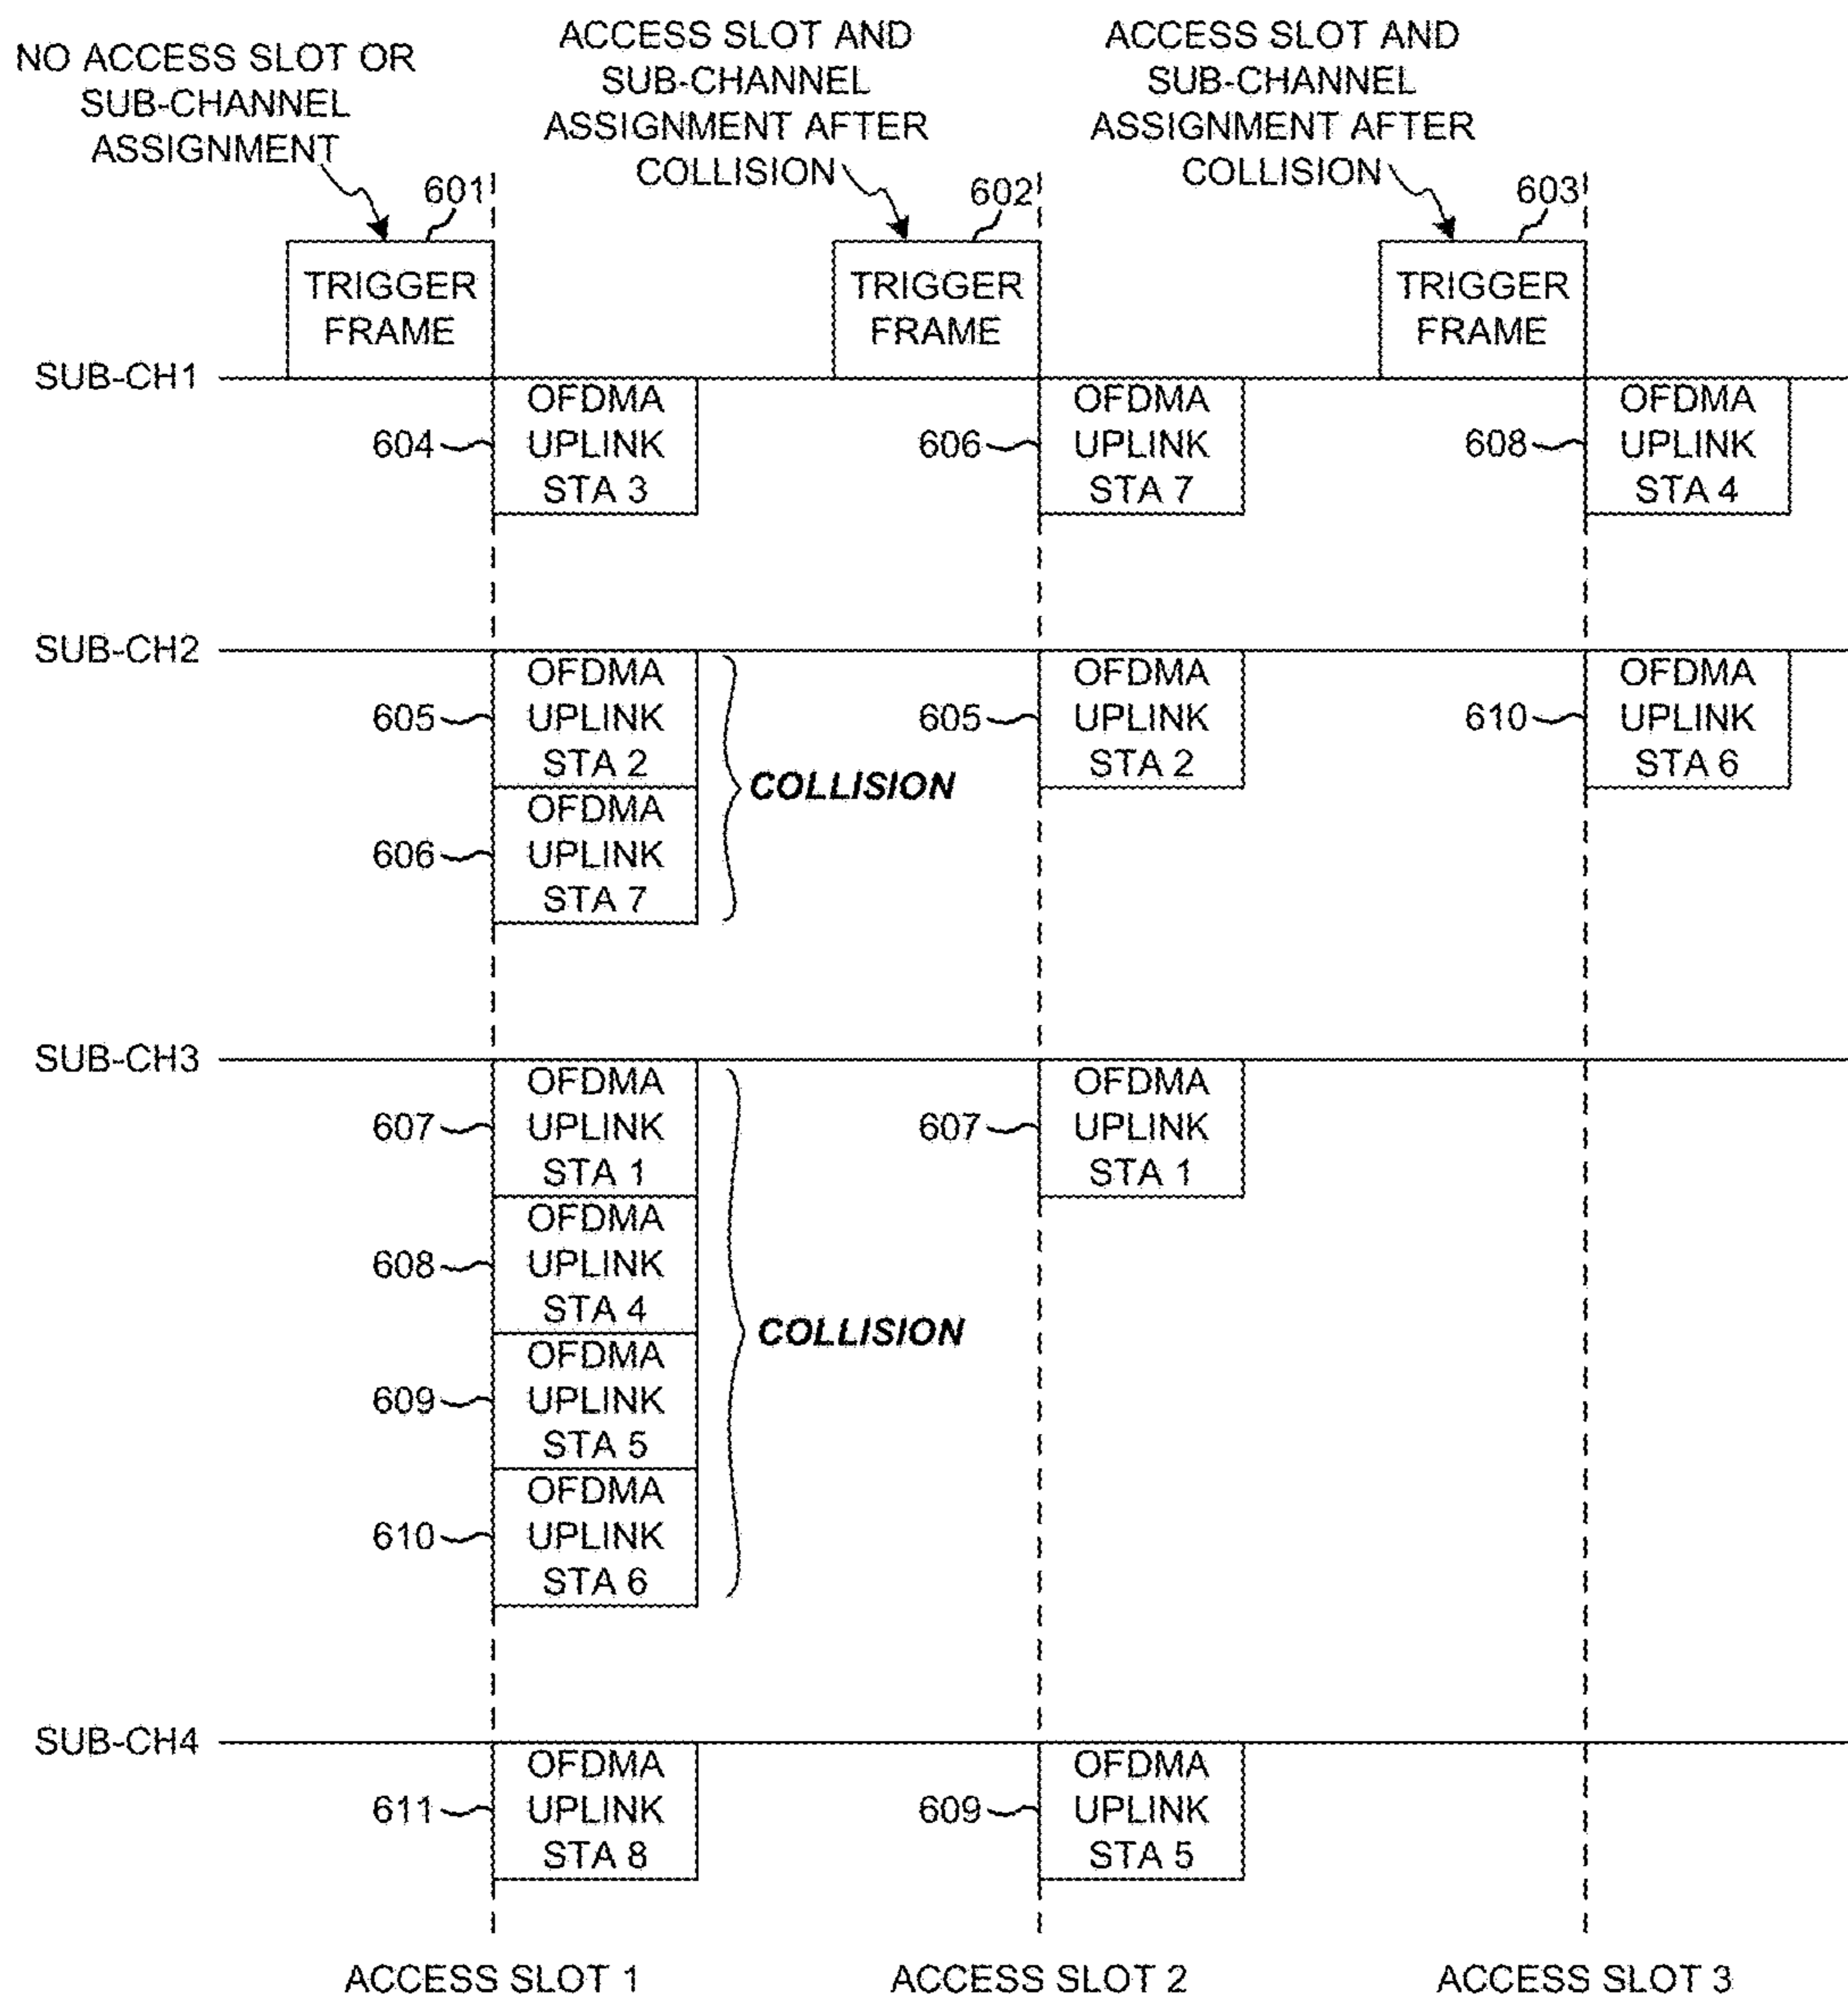 NO ACCESS SLOT OR
SUB-CHANNEL
ASSIGNMENT
ACCESS SLOT AND
SUB-CHANNEL
ASSIGNMENT AFTER
COLLISION
ACCESS SLOT AND
SUB-CHANNEL
ASSIGNMENT AFTER
COLLISION
601
602
603
TRIGGER
FRAME
TRIGGER
FRAME
TRIGGER
FRAME
SUB-CH1
604
OFDMA
UPLINK
STA 3
606
OFDMA
UPLINK
STA 7
608
OFDMA
UPLINK
STA 4
SUB-CH2
605
OFDMA
UPLINK
STA 2
606
OFDMA
UPLINK
STA 7
COLLISION
605
OFDMA
UPLINK
STA 2
610
OFDMA
UPLINK
STA 6
SUB-CH3
607
OFDMA
UPLINK
STA 1
608
OFDMA
UPLINK
STA 4
609
OFDMA
UPLINK
STA 5
610
OFDMA
UPLINK
STA 6
COLLISION
607
OFDMA
UPLINK
STA 1
SUB-CH4
611
OFDMA
UPLINK
STA 8
609
OFDMA
UPLINK
STA 5
ACCESS SLOT 1
ACCESS SLOT 2
ACCESS SLOT 3